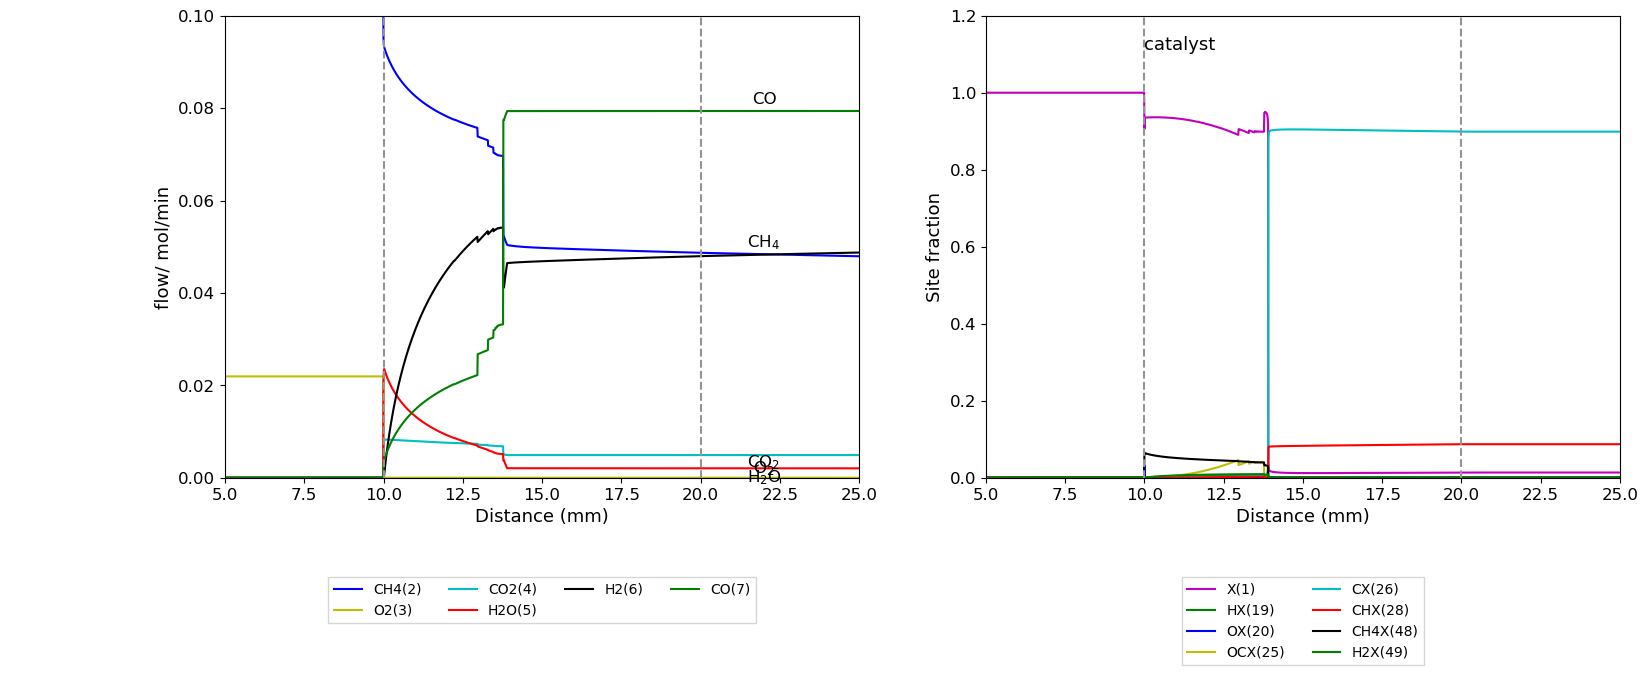 0.10
0.08
0.06
0.04
0.02
0.00
flow/ mol/min
CO
CH₄
CO₂
O₂
H₂O
5.0 7.5 10.0 12.5 15.0 17.5 20.0 22.5 25.0
Distance (mm)
CH4(2) CO2(4) H2(6) CO(7)
O2(3) H2O(5)
1.2
1.0
0.8
0.6
0.4
0.2
0.0
Site fraction
catalyst
5.0 7.5 10.0 12.5 15.0 17.5 20.0 22.5 25.0
Distance (mm)
X(1) CX(26)
HX(19) CHX(28)
OX(20) CH4X(48)
OCX(25) H2X(49)